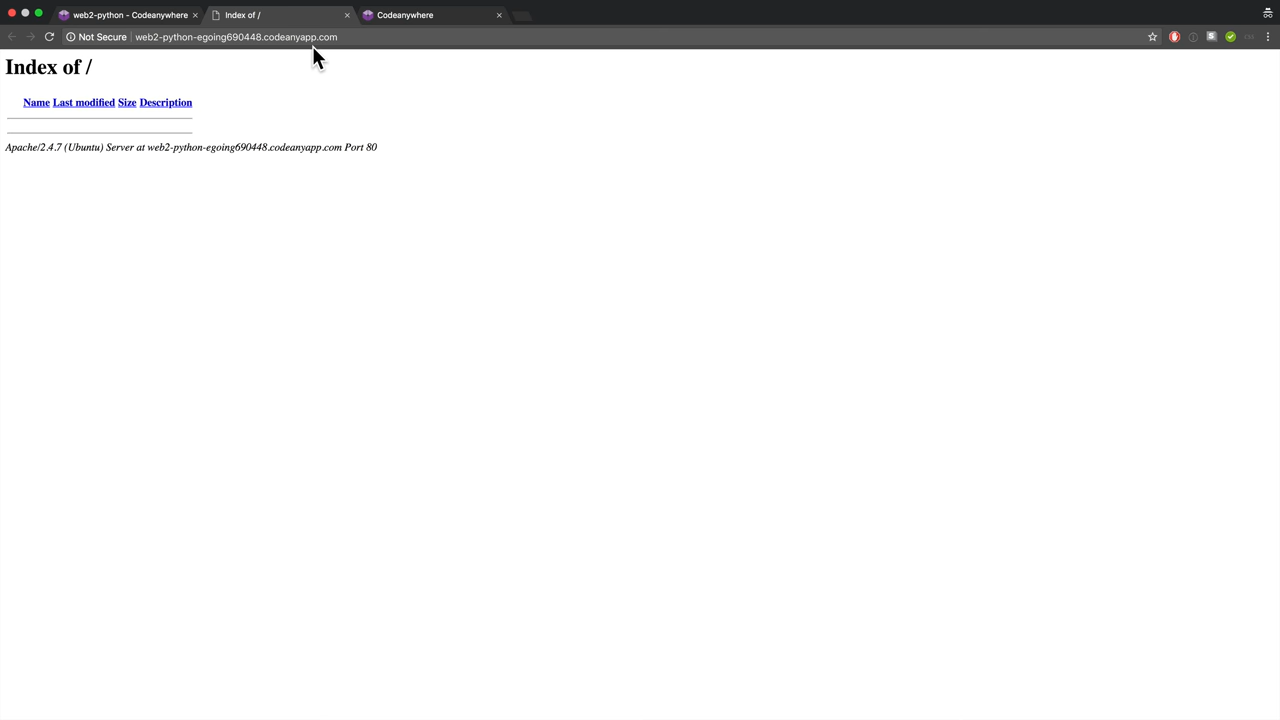 web2-python - Codeanywhere
Index of /
Codeanywhere
Not Secure
web2-python-egoing690448.codeanyapp.com
Index of /
Name Last modified Size Description
Apache/2.4.7 (Ubuntu) Server at web2-python-egoing690448.codeanyapp.com Port 80